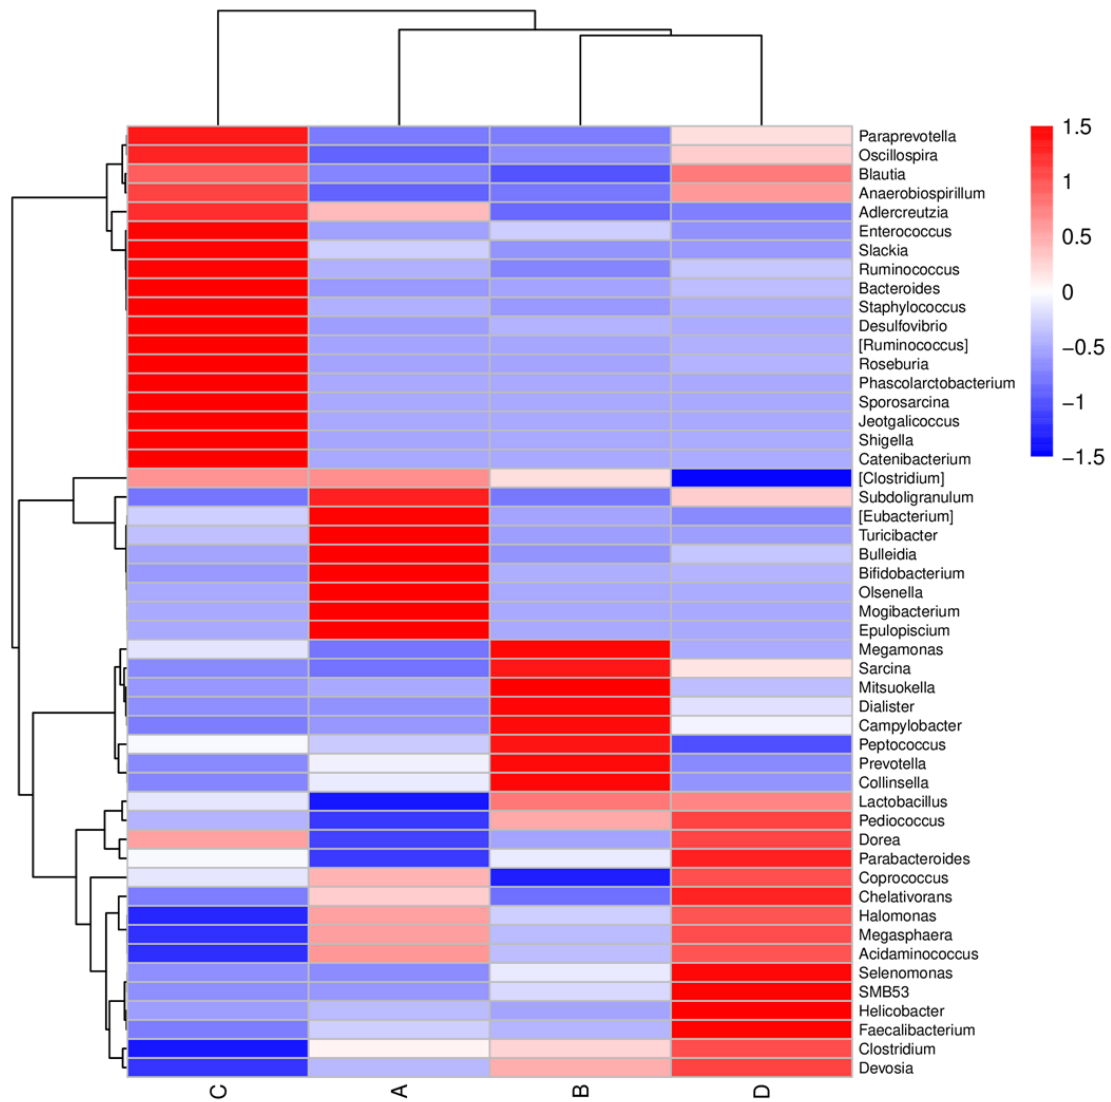 Paraprevotella
Oscillospira
Blautia
Anaerobiospirillum
Adlercreutzia
Enterococcus
Slackia
Ruminococcus
Bacteroides
Staphylococcus
Desulfovibrio
[Ruminococcus]
Roseburia
Phascolarctobacterium
Sporosarcina
Jeotgalicoccus
Shigella
Catenibacterium
[Clostridium]
Subdoligranulum
[Eubacterium]
Turicibacter
Bulleidia
Bifidobacterium
Olsenella
Mogibacterium
Epulopiscium
Megamonas
Sarcina
Mitsuokella
Dialister
Campylobacter
Peptococcus
Prevotella
Collinsella
Lactobacillus
Pediococcus
Dorea
Parabacteroides
Coprococcus
Chelativorans
Halomonas
Megasphaera
Acidaminococcus
Selenomonas
SMB53
Helicobacter
Faecalibacterium
Clostridium
Devosia
1.5
1
0.5
0
−0.5
−1
−1.5
C
A
B
D